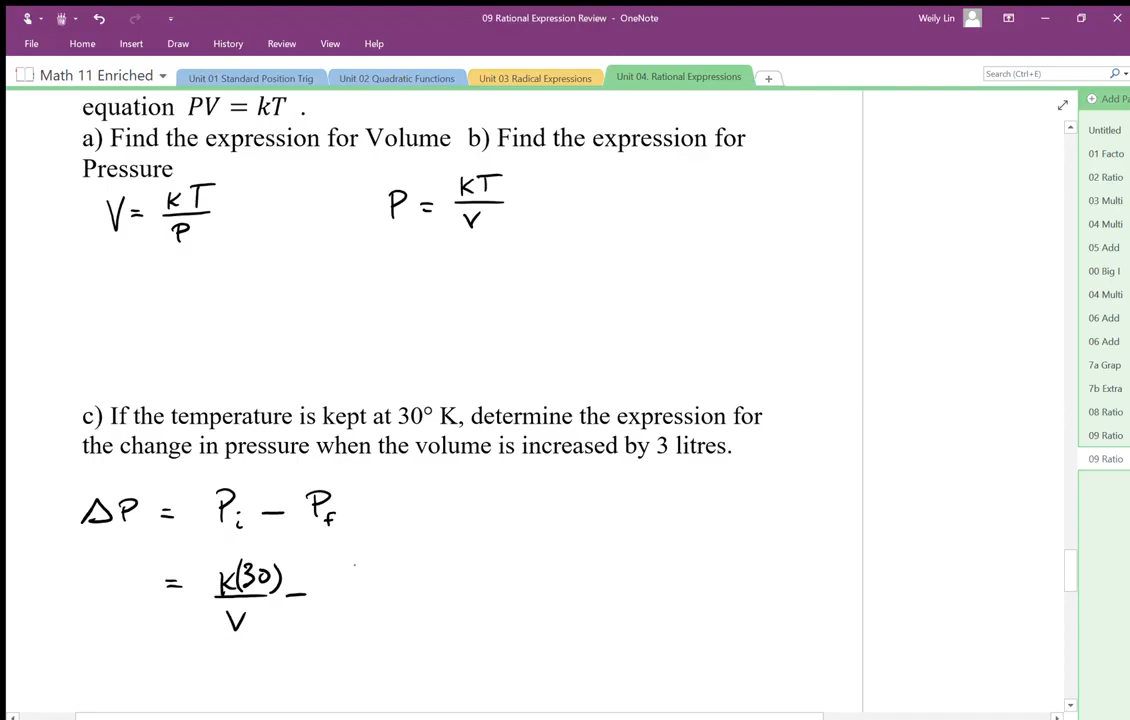 09 Rational Expression Review - OneNote
Weily Lin
File Home Insert Draw History Review View Help
Math 11 Enriched
Unit 01 Standard Position Trig
Unit 02 Quadratic Functions
Unit 03 Radical Expressions
Unit 04. Rational Exppressions
Search (Ctrl+E)
equation PV = kT .
a) Find the expression for Volume b) Find the expression for
Pressure
V = kT/P
P = kT/V
c) If the temperature is kept at 30° K, determine the expression for
the change in pressure when the volume is increased by 3 litres.
ΔP = Pi - Pf
= k(30)/V -
Add Pa
Untitled
01 Facto
02 Ratio
03 Multi
04 Multi
05 Add
00 Big I
04 Multi
06 Add
06 Add
7a Grap
7b Extra
08 Ratio
09 Ratio
09 Ratio